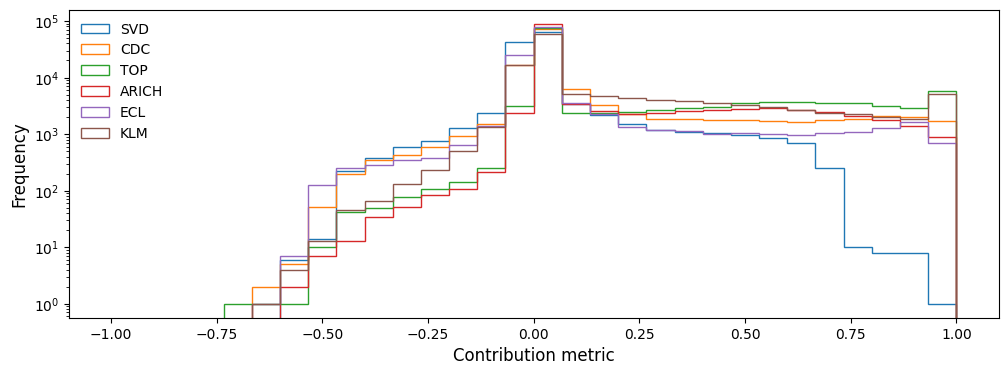 SVD
CDC
TOP
ARICH
ECL
KLM
Frequency
10⁵
10⁴
10³
10²
10¹
10⁰
−1.00 −0.75 −0.50 −0.25 0.00 0.25 0.50 0.75 1.00
Contribution metric